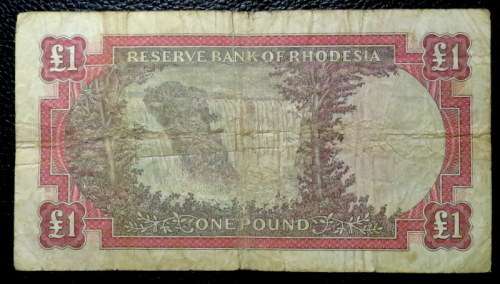 £1 RESERVE BANK OF RHODESIA £1
£1 ONE POUND £1